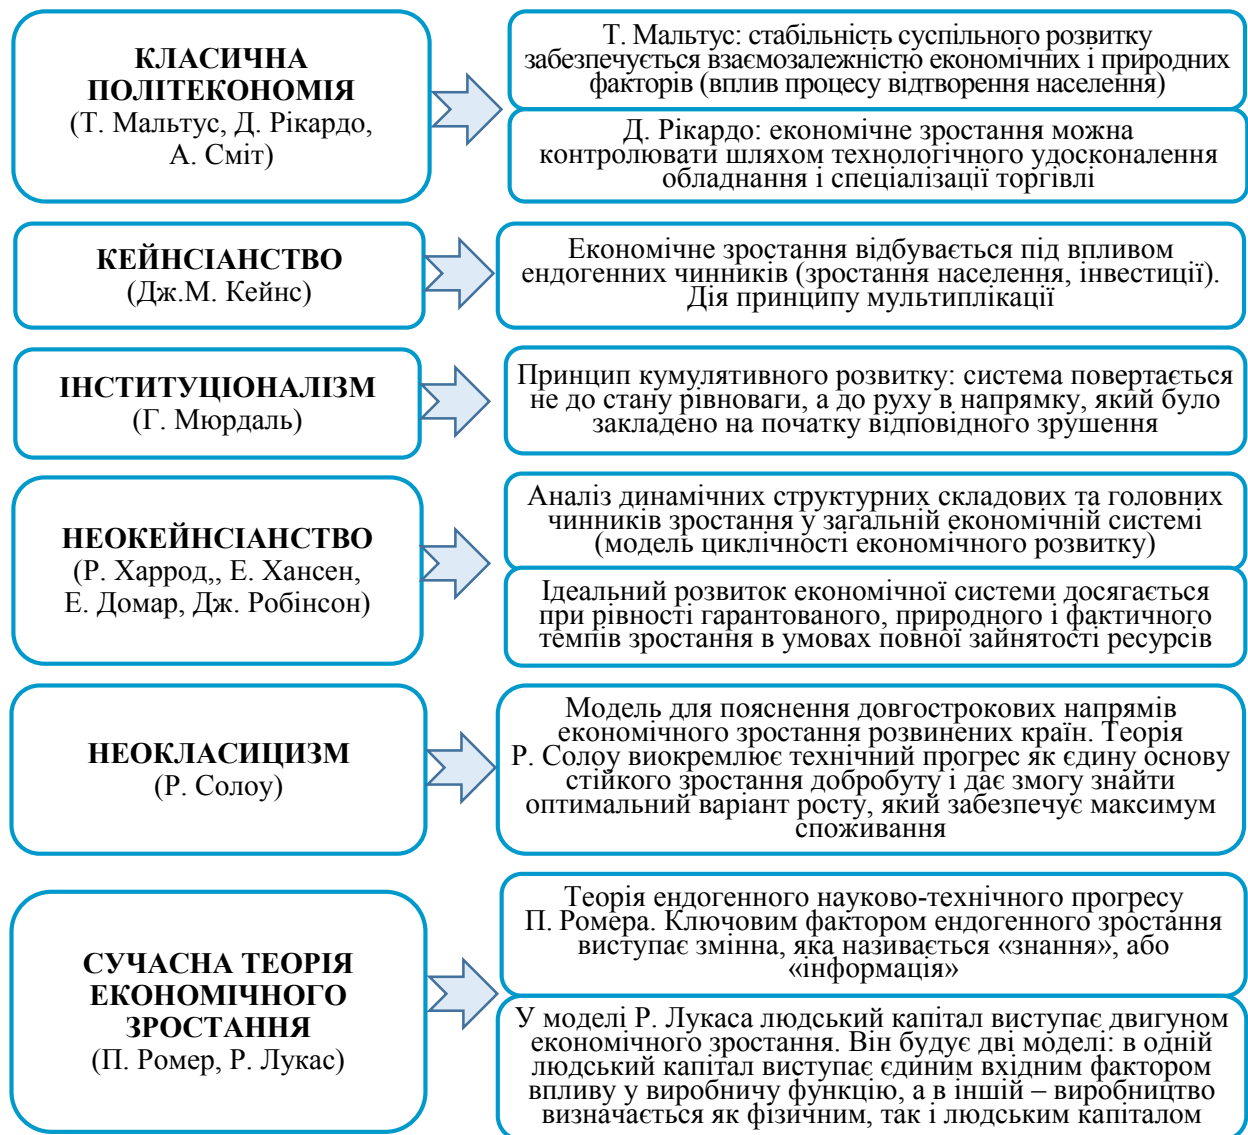 КЛАСИЧНА
ПОЛІТЕКОНОМІЯ
(Т. Мальтус, Д. Рікардо,
А. Сміт)
Т. Мальтус: стабільність суспільного розвитку
забезпечується взаємозалежністю економічних і природних
факторів (вплив процесу відтворення населення)
Д. Рікардо: економічне зростання можна
контролювати шляхом технологічного удосконалення
обладнання і спеціалізації торгівлі
КЕЙНСІАНСТВО
(Дж.М. Кейнс)
Економічне зростання відбувається під впливом
ендогенних чинників (зростання населення, інвестиції).
Дія принципу мультиплікації
ІНСТИТУЦІОНАЛІЗМ
(Г. Мюрдаль)
Принцип кумулятивного розвитку: система повертається
не до стану рівноваги, а до руху в напрямку, який було
закладено на початку відповідного зрушення
НЕОКЕЙНСІАНСТВО
(Р. Харрод,, Е. Хансен,
Е. Домар, Дж. Робінсон)
Аналіз динамічних структурних складових та головних
чинників зростання у загальній економічній системі
(модель циклічності економічного розвитку)
Ідеальний розвиток економічної системи досягається
при рівності гарантованого, природного і фактичного
темпів зростання в умовах повної зайнятості ресурсів
НЕОКЛАСИЦИЗМ
(Р. Солоу)
Модель для пояснення довгострокових напрямів
економічного зростання розвинених країн. Теорія
Р. Солоу виокремлює технічний прогрес як єдину основу
стійкого зростання добробуту і дає змогу знайти
оптимальний варіант росту, який забезпечує максимум
споживання
СУЧАСНА ТЕОРІЯ
ЕКОНОМІЧНОГО
ЗРОСТАННЯ
(П. Ромер, Р. Лукас)
Теорія ендогенного науково-технічного прогресу
П. Ромера. Ключовим фактором ендогенного зростання
виступає змінна, яка називається «знання», або
«інформація»
У моделі Р. Лукаса людський капітал виступає двигуном
економічного зростання. Він будує дві моделі: в одній
людський капітал виступає єдиним вхідним фактором
впливу у виробничу функцію, а в іншій – виробництво
визначається як фізичним, так і людським капіталом